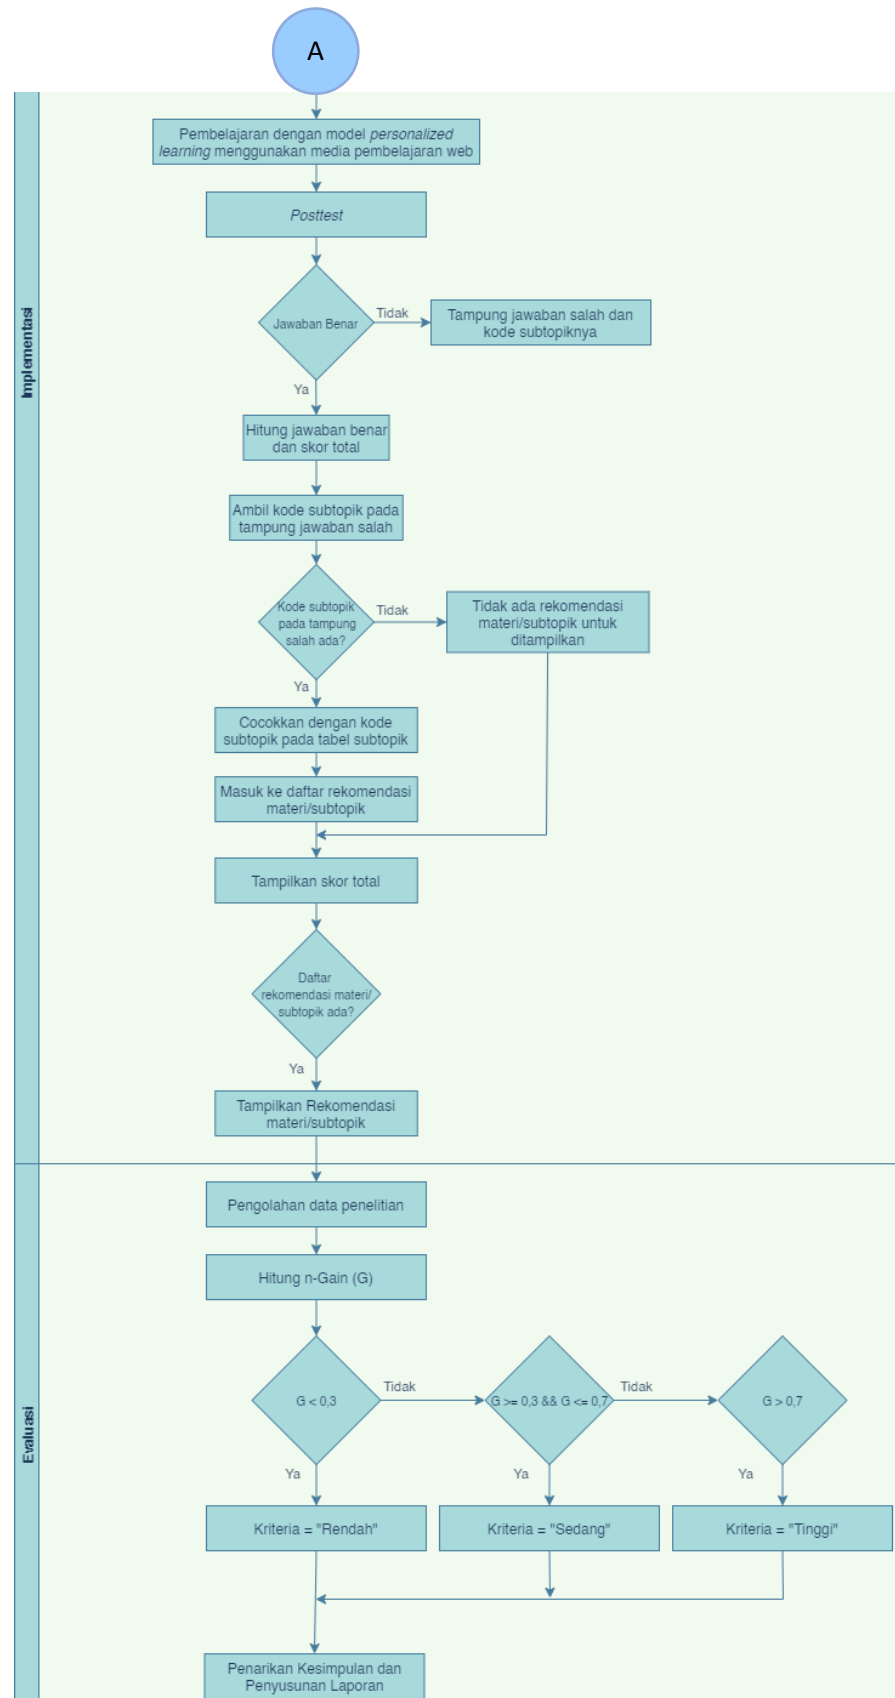 A
Implementasi
Pembelajaran dengan model personalized
learning menggunakan media pembelajaran web
Posttest
Jawaban Benar
Tidak
Tampung jawaban salah dan
kode subtopiknya
Ya
Hitung jawaban benar
dan skor total
Ambil kode subtopik pada
tampung jawaban salah
Kode subtopik
pada tampung
salah ada?
Tidak
Tidak ada rekomendasi
materi/subtopik untuk
ditampilkan
Ya
Cocokkan dengan kode
subtopik pada tabel subtopik
Masuk ke daftar rekomendasi
materi/subtopik
Tampilkan skor total
Daftar
rekomendasi materi/
subtopik ada?
Ya
Tampilkan Rekomendasi
materi/subtopik
Evaluasi
Pengolahan data penelitian
Hitung n-Gain (G)
G < 0,3
Tidak
G >= 0,3 && G <= 0,7
Tidak
G > 0,7
Ya
Ya
Ya
Kriteria = "Rendah"
Kriteria = "Sedang"
Kriteria = "Tinggi"
Penarikan Kesimpulan dan
Penyusunan Laporan